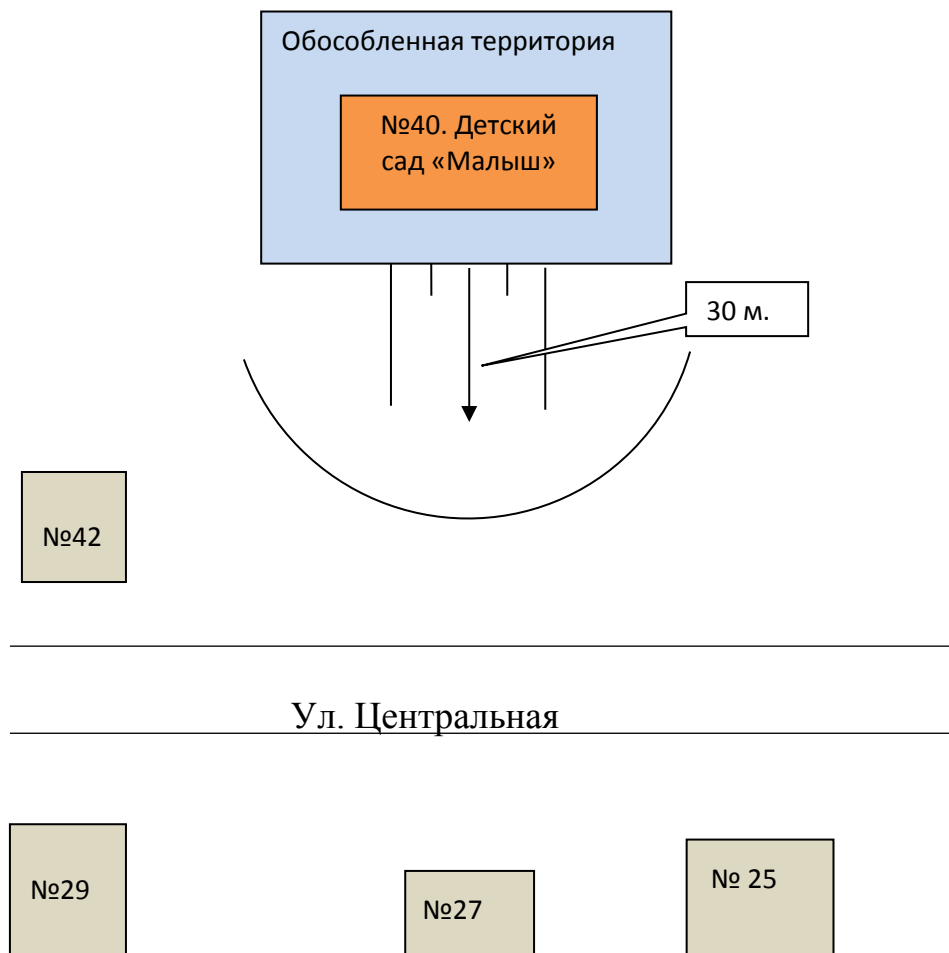 Обособленная территория
№40. Детский
сад «Малыш»
30 м.
№42
Ул. Центральная
№29
№27
№ 25